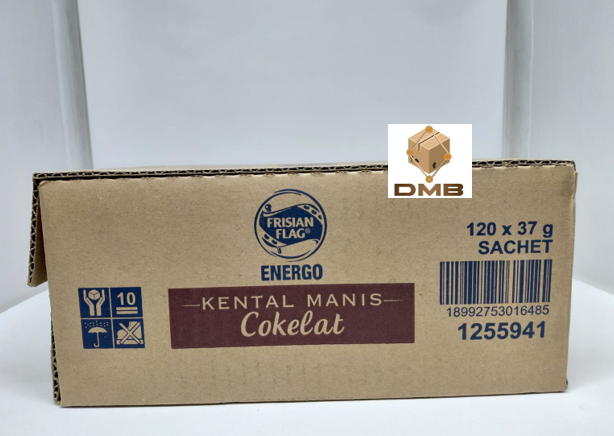 DMB
FRISIAN
FLAG®
ENERGO
120 x 37 g
SACHET
KENTAL MANIS
Cokelat
10
18992753016485
1255941